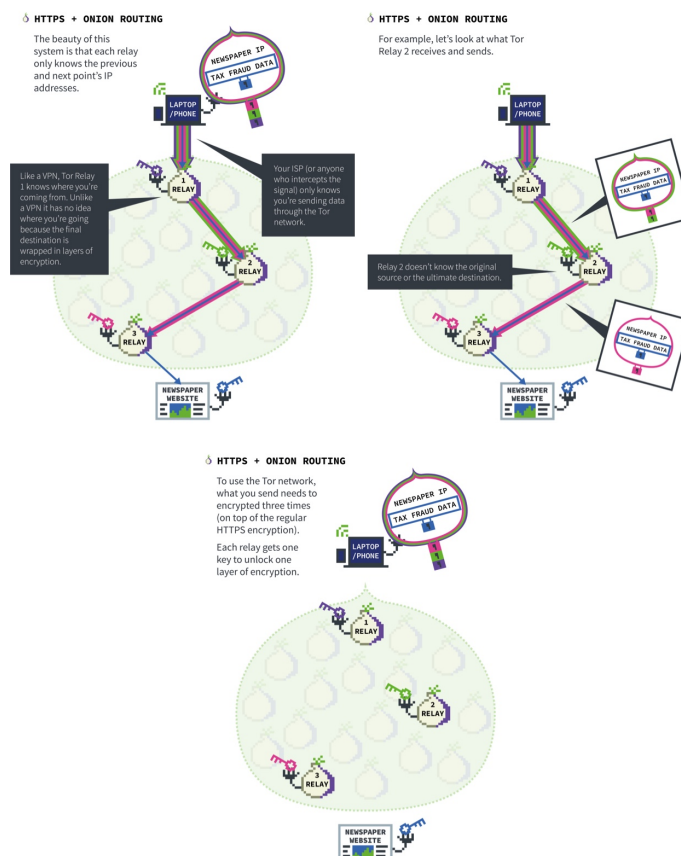 HTTPS + ONION ROUTING
The beauty of this
system is that each relay
only knows the previous
and next point's IP
addresses.
NEWSPAPER IP
TAX FRAUD DATA
LAPTOP
/PHONE
Like a VPN, Tor Relay
1 knows where you're
coming from. Unlike
a VPN it has no idea
where you're going
because the final
destination is
wrapped in layers of
encryption.
Your ISP (or anyone
who intercepts the
signal) only knows
you're sending data
through the Tor
network.
1
RELAY
2
RELAY
3
RELAY
NEWSPAPER
WEBSITE
HTTPS + ONION ROUTING
For example, let's look at what Tor
Relay 2 receives and sends.
LAPTOP
/PHONE
1
RELAY
NEWSPAPER IP
TAX FRAUD DATA
2
RELAY
Relay 2 doesn't know the original
source or the ultimate destination.
3
RELAY
NEWSPAPER IP
TAX FRAUD DATA
NEWSPAPER
WEBSITE
HTTPS + ONION ROUTING
To use the Tor network,
what you send needs to
encrypted three times
(on top of the regular
HTTPS encryption).
Each relay gets one
key to unlock one
layer of encryption.
NEWSPAPER IP
TAX FRAUD DATA
LAPTOP
/PHONE
1
RELAY
2
RELAY
3
RELAY
NEWSPAPER
WEBSITE